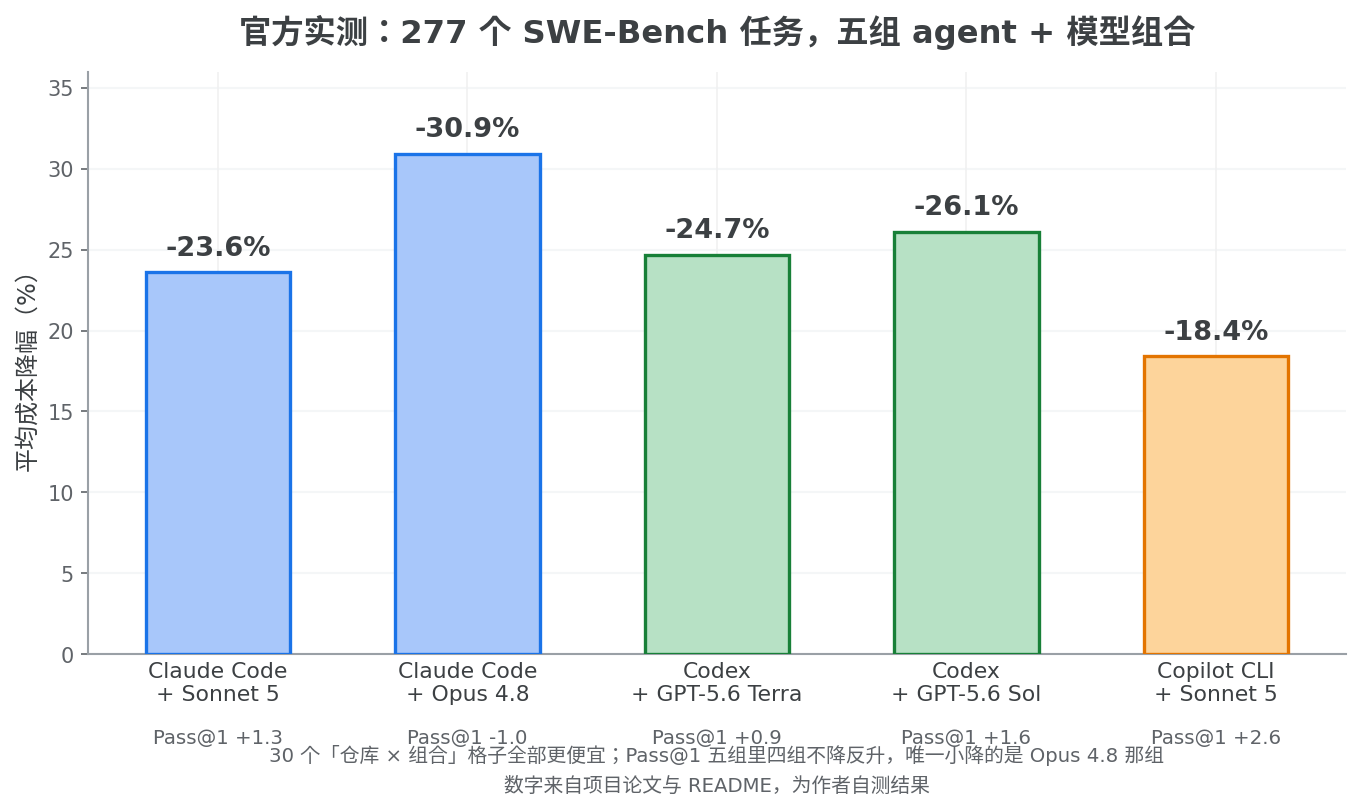 官方实测：277 个 SWE-Bench 任务，五组 agent + 模型组合
平均成本降幅（%）
35
30
25
20
15
10
5
0
-23.6%
-30.9%
-24.7%
-26.1%
-18.4%
Claude Code
+ Sonnet 5
Claude Code
+ Opus 4.8
Codex
+ GPT-5.6 Terra
Codex
+ GPT-5.6 Sol
Copilot CLI
+ Sonnet 5
Pass@1 +1.3
Pass@1 -1.0
Pass@1 +0.9
Pass@1 +1.6
Pass@1 +2.6
30 个「仓库 × 组合」格子全部更便宜；Pass@1 五组里四组不降反升，唯一小降的是 Opus 4.8 那组
数字来自项目论文与 README，为作者自测结果